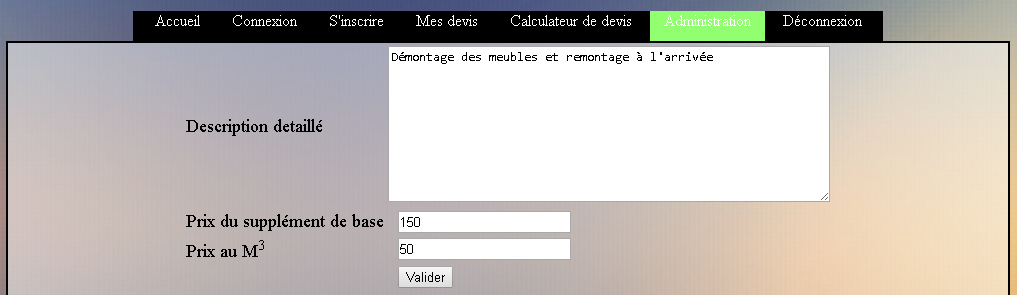 Accueil Connexion S'inscrire Mes devis Calculateur de devis Administration Déconnexion
Démontage des meubles et remontage à l'arrivée
Description detaillé
Prix du supplément de base 150
Prix au M³ 50
Valider